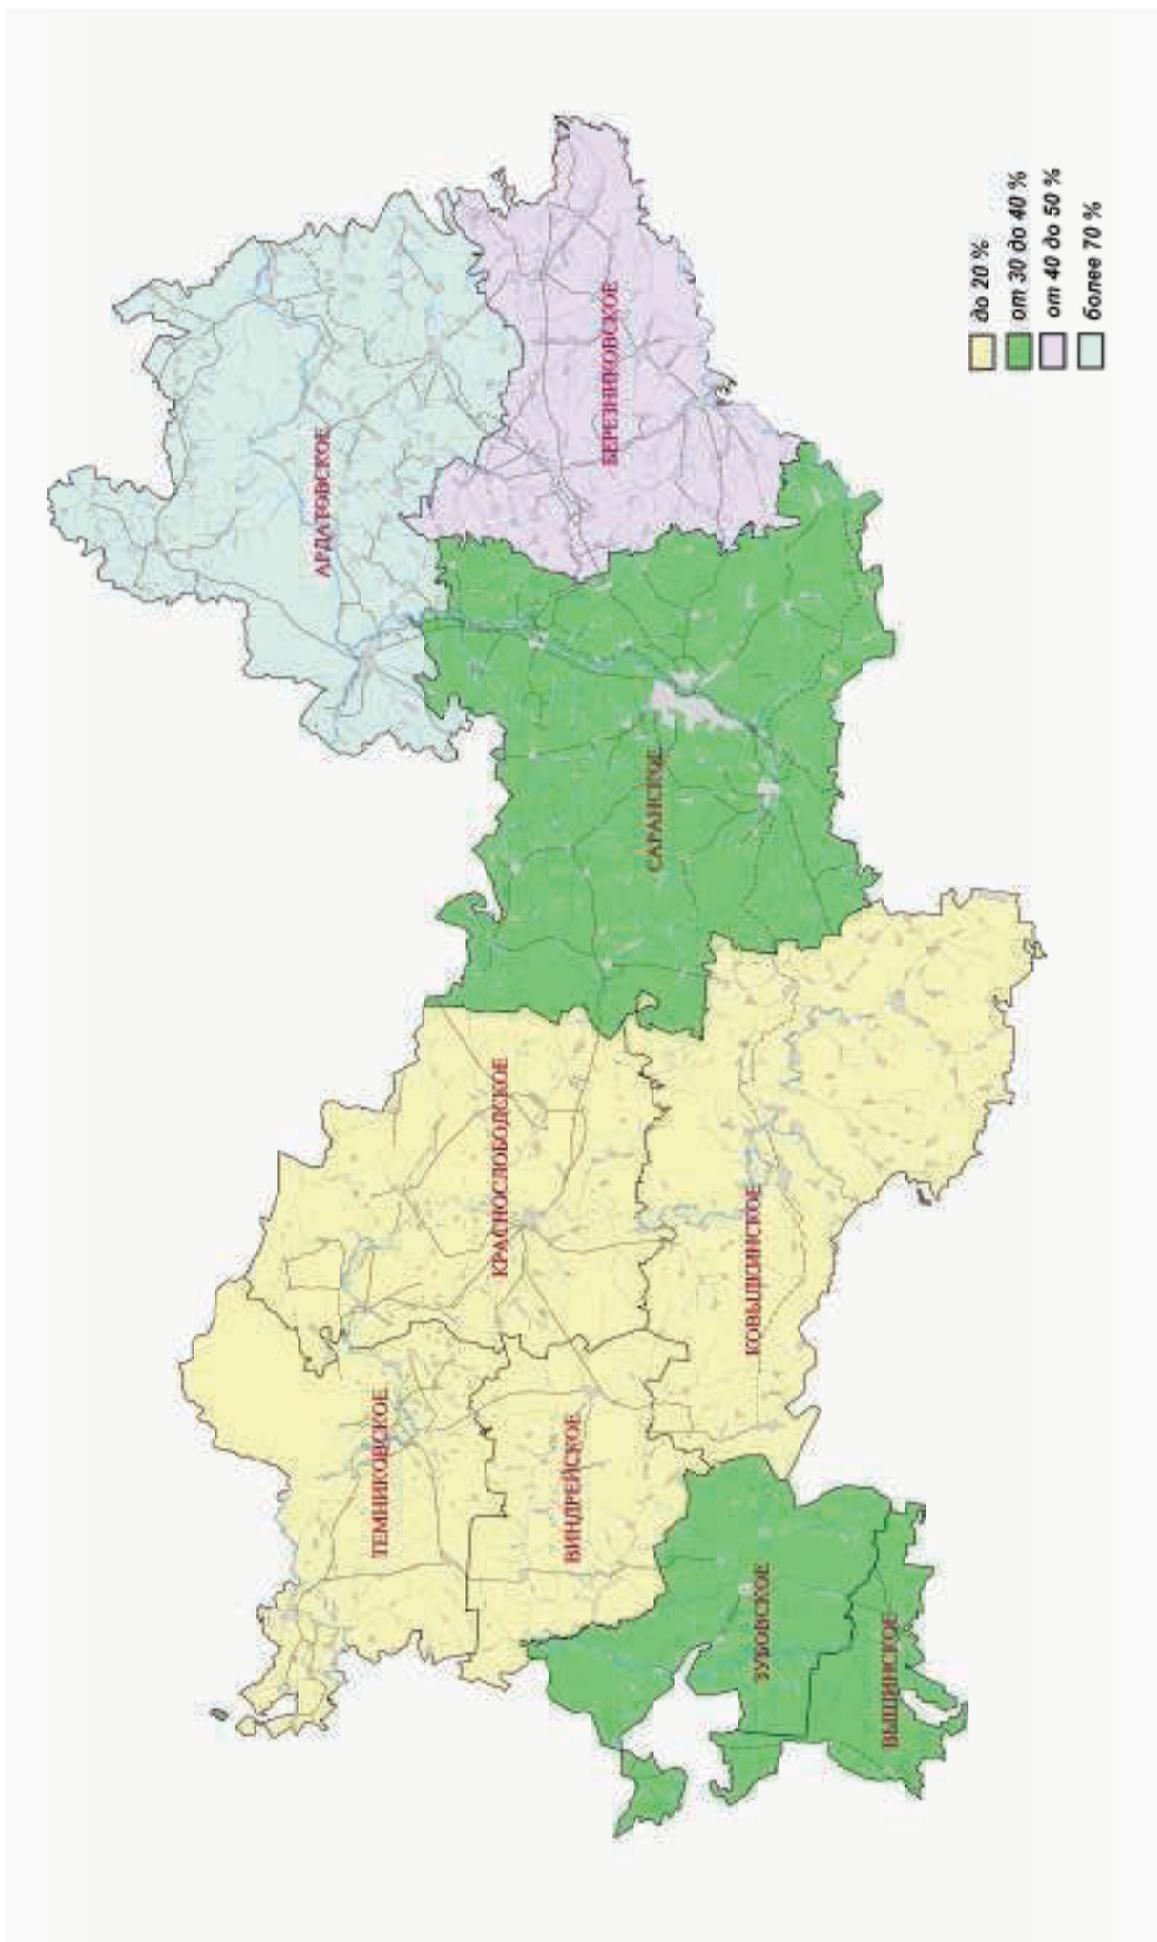 ТЕМНИКОВСКОЕ
КРАСНОСЛОБОДСКОЕ
АРДАТОВСКОЕ
ВИНДРЕЙСКОЕ
БЕРЕЗНИКОВСКОЕ
САРАНСКОЕ
КОВЫЛКИНСКОЕ
ЗУБОВСКОЕ
ВЫШИНСКОЕ
до 20 %
от 30 до 40 %
от 40 до 50 %
более 70 %